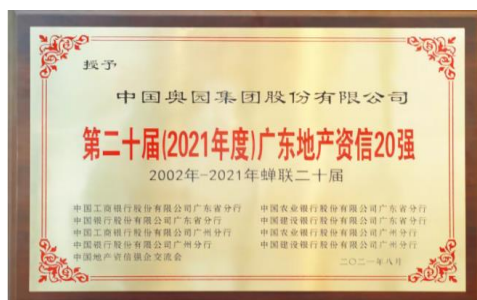 授予
中国奥园集团股份有限公司
第二十届(2021年度)广东地产资信20强
2002年-2021年蝉联二十届
中国工商银行股份有限公司广东省分行 中国农业银行股份有限公司广东省分行
中国银行股份有限公司广东省分行 中国建设银行股份有限公司广东省分行
中国工商银行股份有限公司广州分行 中国农业银行股份有限公司广州分行
中国银行股份有限公司广州分行 中国建设银行股份有限公司广州分行
中国地产资信强企交流会 二〇二一年八月